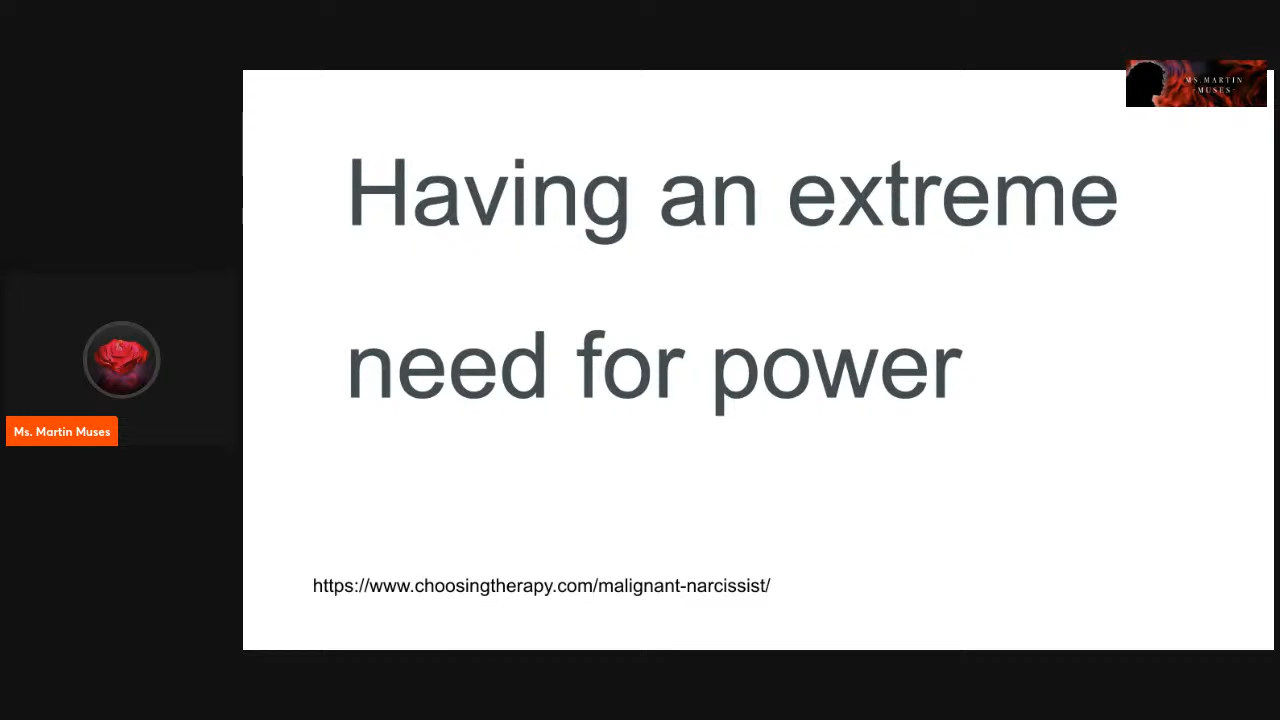 MS. MARTIN
-MUSES-
Having an extreme
need for power
Ms. Martin Muses
https://www.choosingtherapy.com/malignant-narcissist/